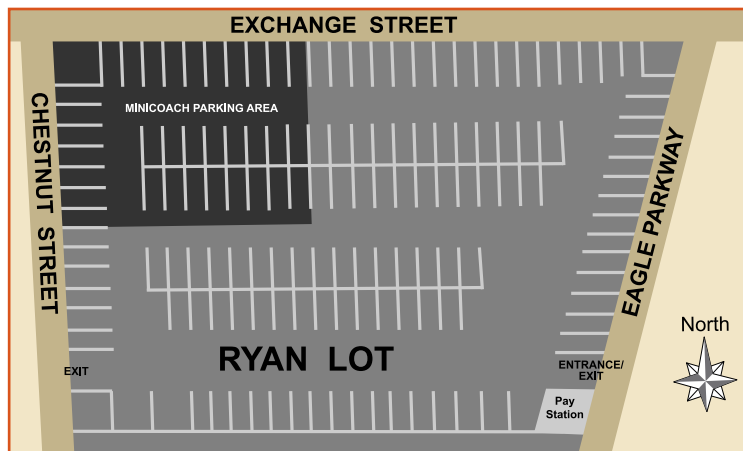 EXCHANGE STREET
MINICOACH PARKING AREA
CHESTNUT STREET
EAGLE PARKWAY
North
RYAN LOT
EXIT
ENTRANCE/
EXIT
Pay
Station